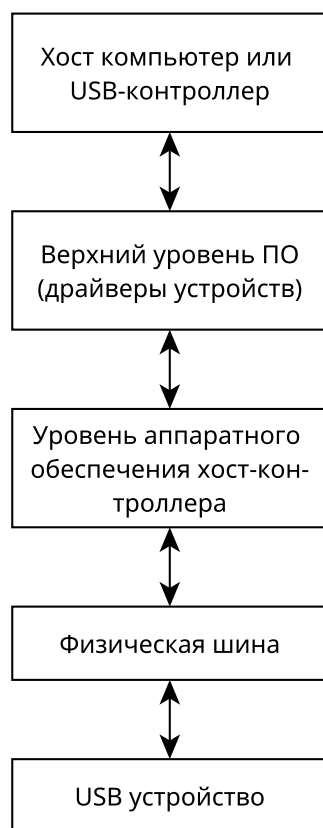 Хост компьютер или
USB-контроллер
Верхний уровень ПО
(драйверы устройств)
Уровень аппаратного
обеспечения хост-кон-
троллера
Физическая шина
USB устройство